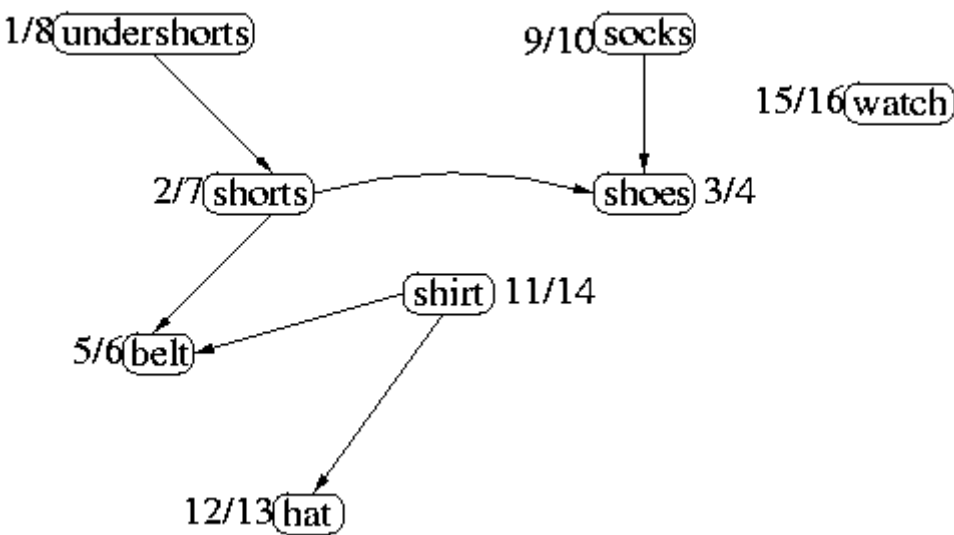 1/8 undershorts
9/10 socks
15/16 watch
2/7 shorts
shoes 3/4
shirt 11/14
5/6 belt
12/13 hat